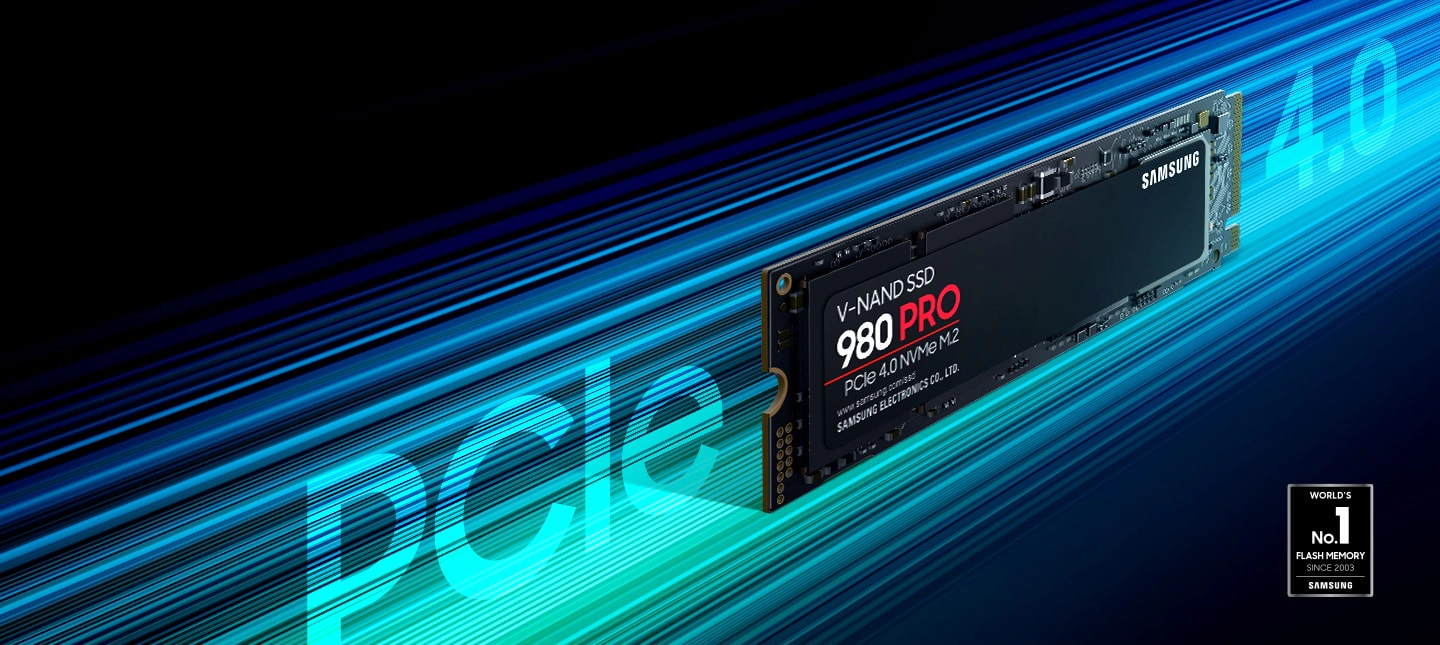 PCIe
4.0
SAMSUNG
V-NAND SSD
980 PRO
PCIe 4.0 NVMe M.2
www.samsung.com/ssd
SAMSUNG ELECTRONICS CO., LTD.
WORLD'S
No.1
FLASH MEMORY
SINCE 2003
SAMSUNG